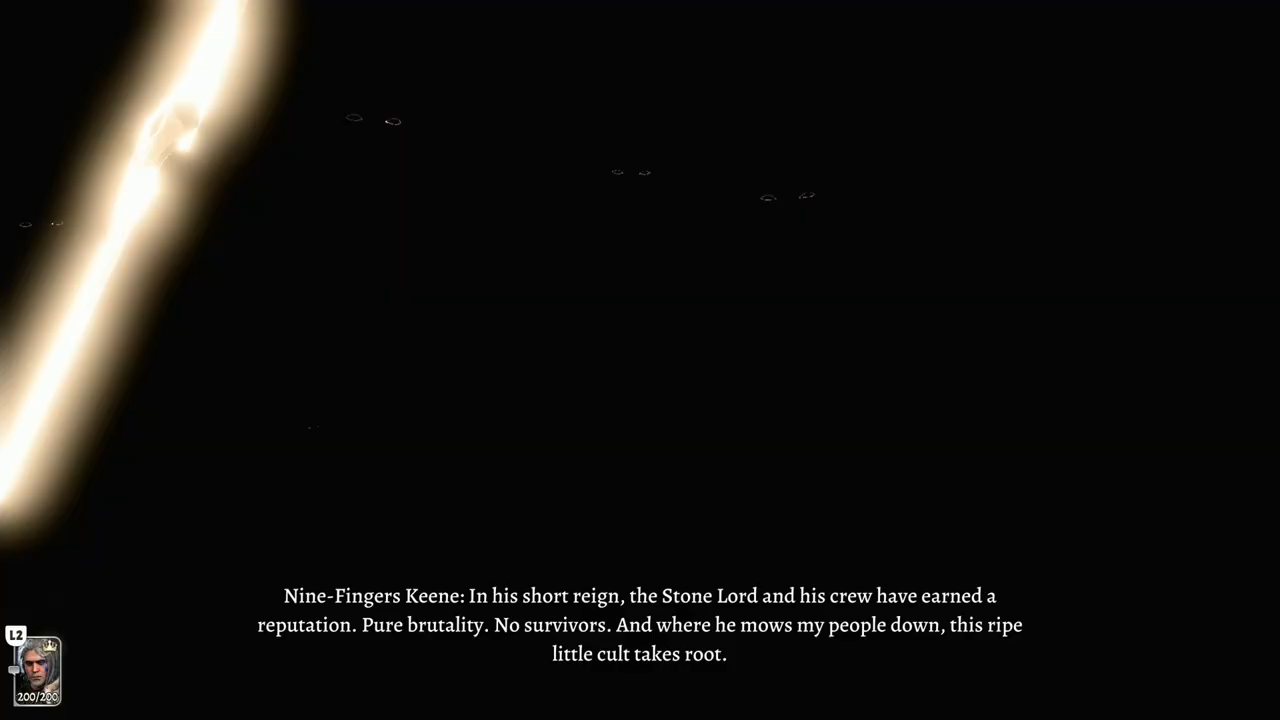 Nine-Fingers Keene: In his short reign, the Stone Lord and his crew have earned a
reputation. Pure brutality. No survivors. And where he mows my people down, this ripe
little cult takes root.
L2
200/200